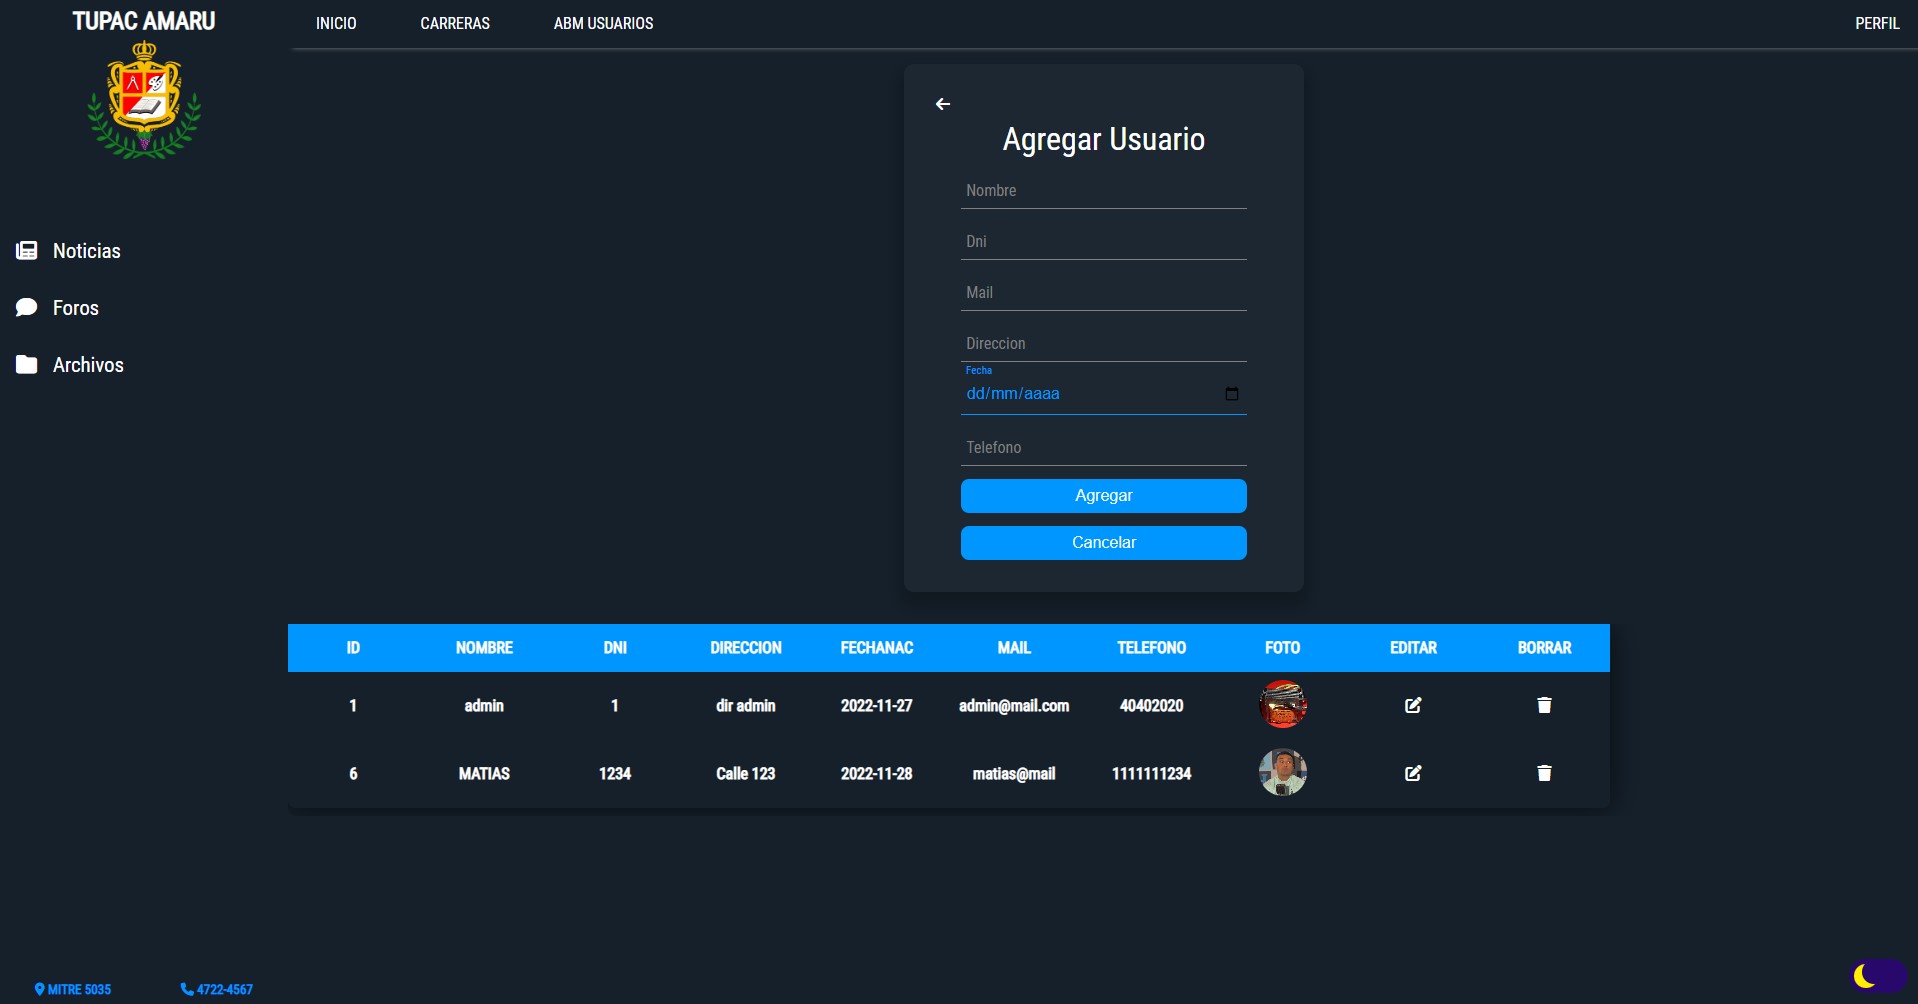 TUPAC AMARU
INICIO CARRERAS ABM USUARIOS PERFIL
Noticias
Foros
Archivos
Agregar Usuario
Nombre
Dni
Mail
Direccion
Fecha
dd/mm/aaaa
Telefono
Agregar
Cancelar
ID NOMBRE DNI DIRECCION FECHANAC MAIL TELEFONO FOTO EDITAR BORRAR
1 admin 1 dir admin 2022-11-27 admin@mail.com 40402020
6 MATIAS 1234 Calle 123 2022-11-28 matias@mail 1111111234
MITRE 5035 4722-4567